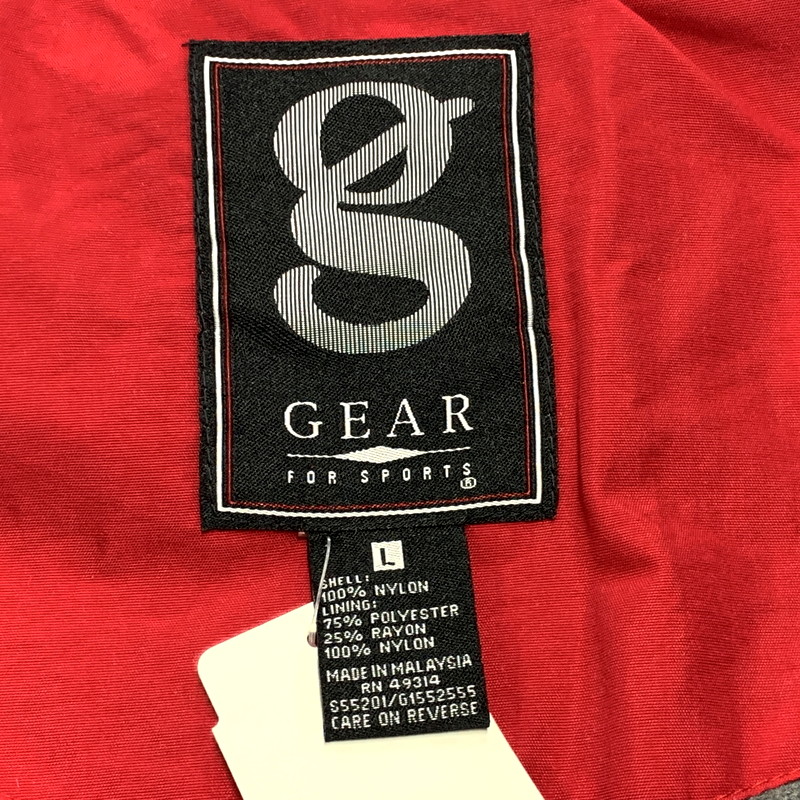 g
GEAR
FOR SPORTS®
L
SHELL:
100% NYLON
LINING:
75% POLYESTER
25% RAYON
100% NYLON
MADE IN MALAYSIA
RN 49314
S55201/G1552555
CARE ON REVERSE